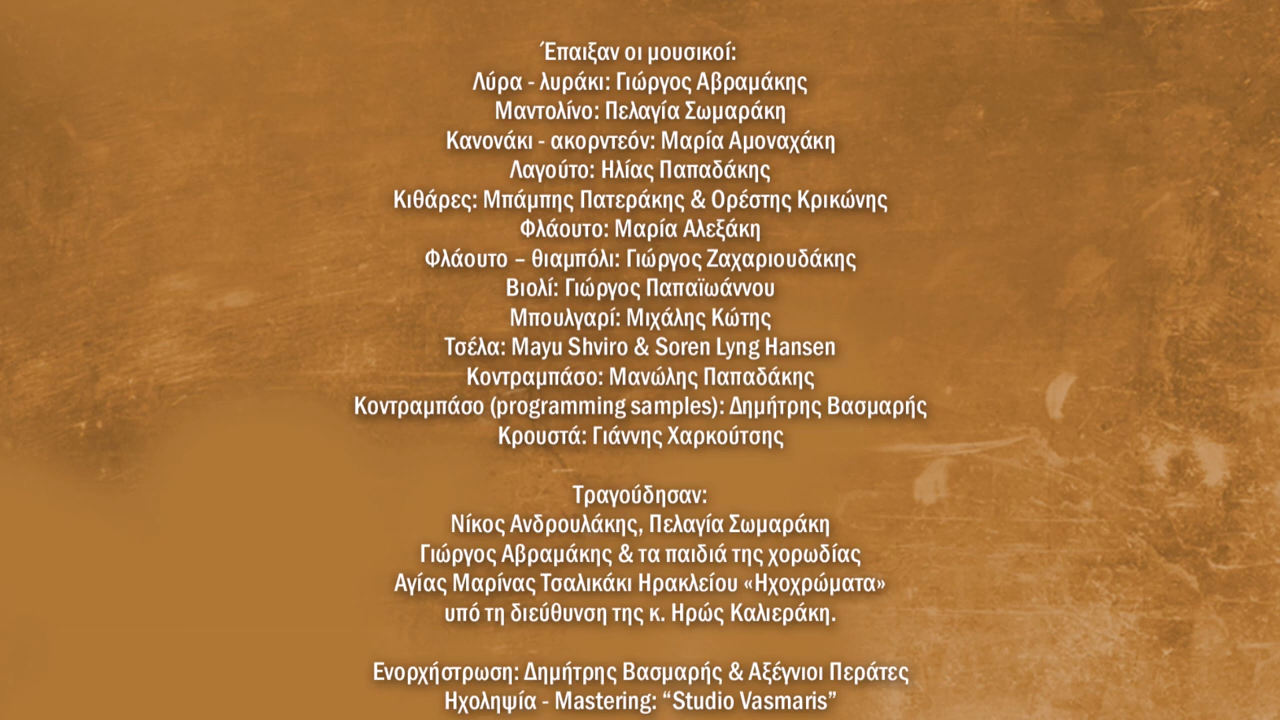 Έπαιξαν οι μουσικοί:
Λύρα - λυράκι: Γιώργος Αβραμάκης
Μαντολίνο: Πελαγία Σωμαράκη
Κανονάκι - ακορντεόν: Μαρία Αμοναχάκη
Λαγούτο: Ηλίας Παπαδάκης
Κιθάρες: Μπάμπης Πατεράκης & Ορέστης Κρικώνης
Φλάουτο: Μαρία Αλεξάκη
Φλάουτο – θιαμπόλι: Γιώργος Ζαχαριουδάκης
Βιολί: Γιώργος Παπαϊωάννου
Μπουλγαρί: Μιχάλης Κώτης
Τσέλα: Mayu Shviro & Soren Lyng Hansen
Κοντραμπάσο: Μανώλης Παπαδάκης
Κοντραμπάσο (programming samples): Δημήτρης Βασμαρής
Κρουστά: Γιάννης Χαρκούτσης
Τραγούδησαν:
Νίκος Ανδρουλάκης, Πελαγία Σωμαράκη
Γιώργος Αβραμάκης & τα παιδιά της χορωδίας
Αγίας Μαρίνας Τσαλικάκι Ηρακλείου «Ηχοχρώματα»
υπό τη διεύθυνση της κ. Ηρώς Καλιεράκη.
Ενορχήστρωση: Δημήτρης Βασμαρής & Αξέγνιοι Περάτες
Ηχοληψία - Mastering: “Studio Vasmaris”